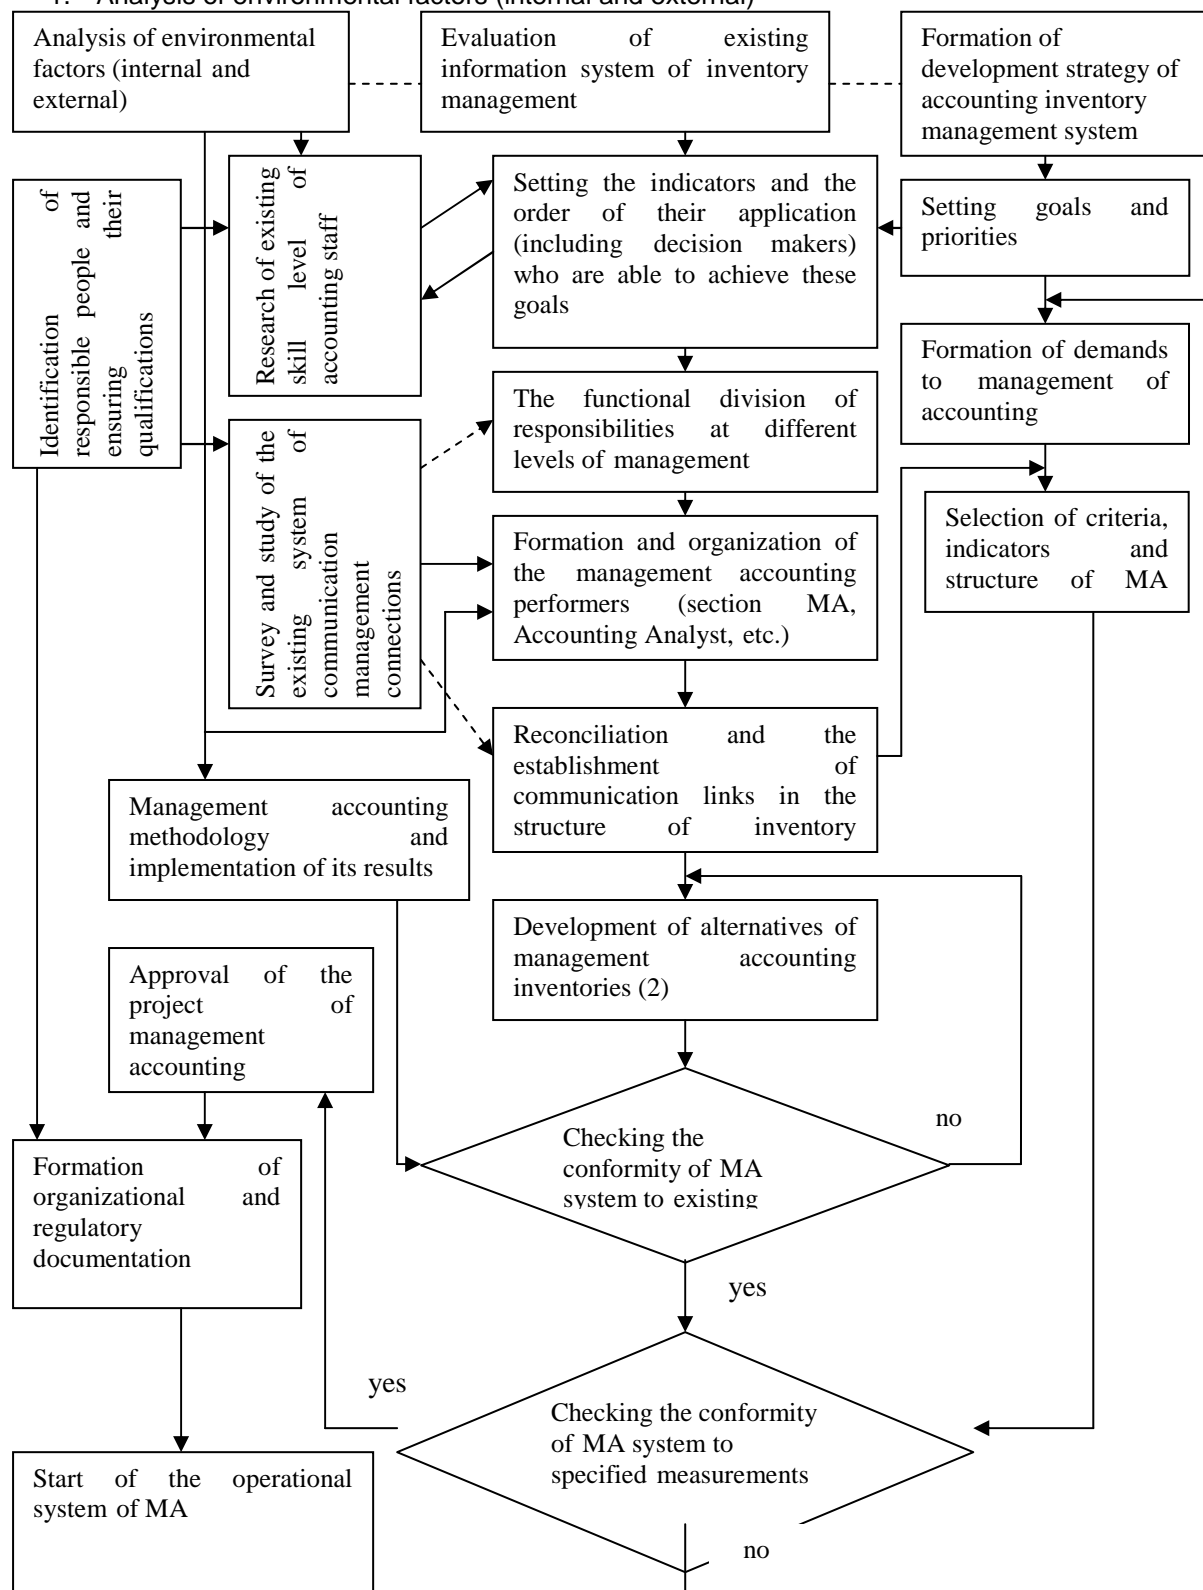 1. Analysis of environmental factors (internal and external)
Analysis of environmental
factors (internal and
external)
Evaluation of existing
information system of inventory
management
Formation of
development strategy of
accounting inventory
management system
Identification of
responsible people and
ensuring their
qualifications
Research of existing
skill level of
accounting staff
Setting the indicators and the
order of their application
(including decision makers)
who are able to achieve these
goals
Setting goals and
priorities
Formation of demands
to management of
accounting
Survey and study of the
existing system of
communication
management
connections
The functional division of
responsibilities at different
levels of management
Selection of criteria,
indicators and
structure of MA
Formation and organization of
the management accounting
performers (section MA,
Accounting Analyst, etc.)
Reconciliation and the
establishment of
communication links in the
structure of inventory
Management accounting
methodology and
implementation of its results
Development of alternatives of
management accounting
inventories (2)
Approval of the
project of
management
accounting
Checking the
conformity of MA
system to existing
no
Formation of
organizational and
regulatory
documentation
yes
yes
Checking the conformity
of MA system to
specified measurements
Start of the operational
system of MA
no